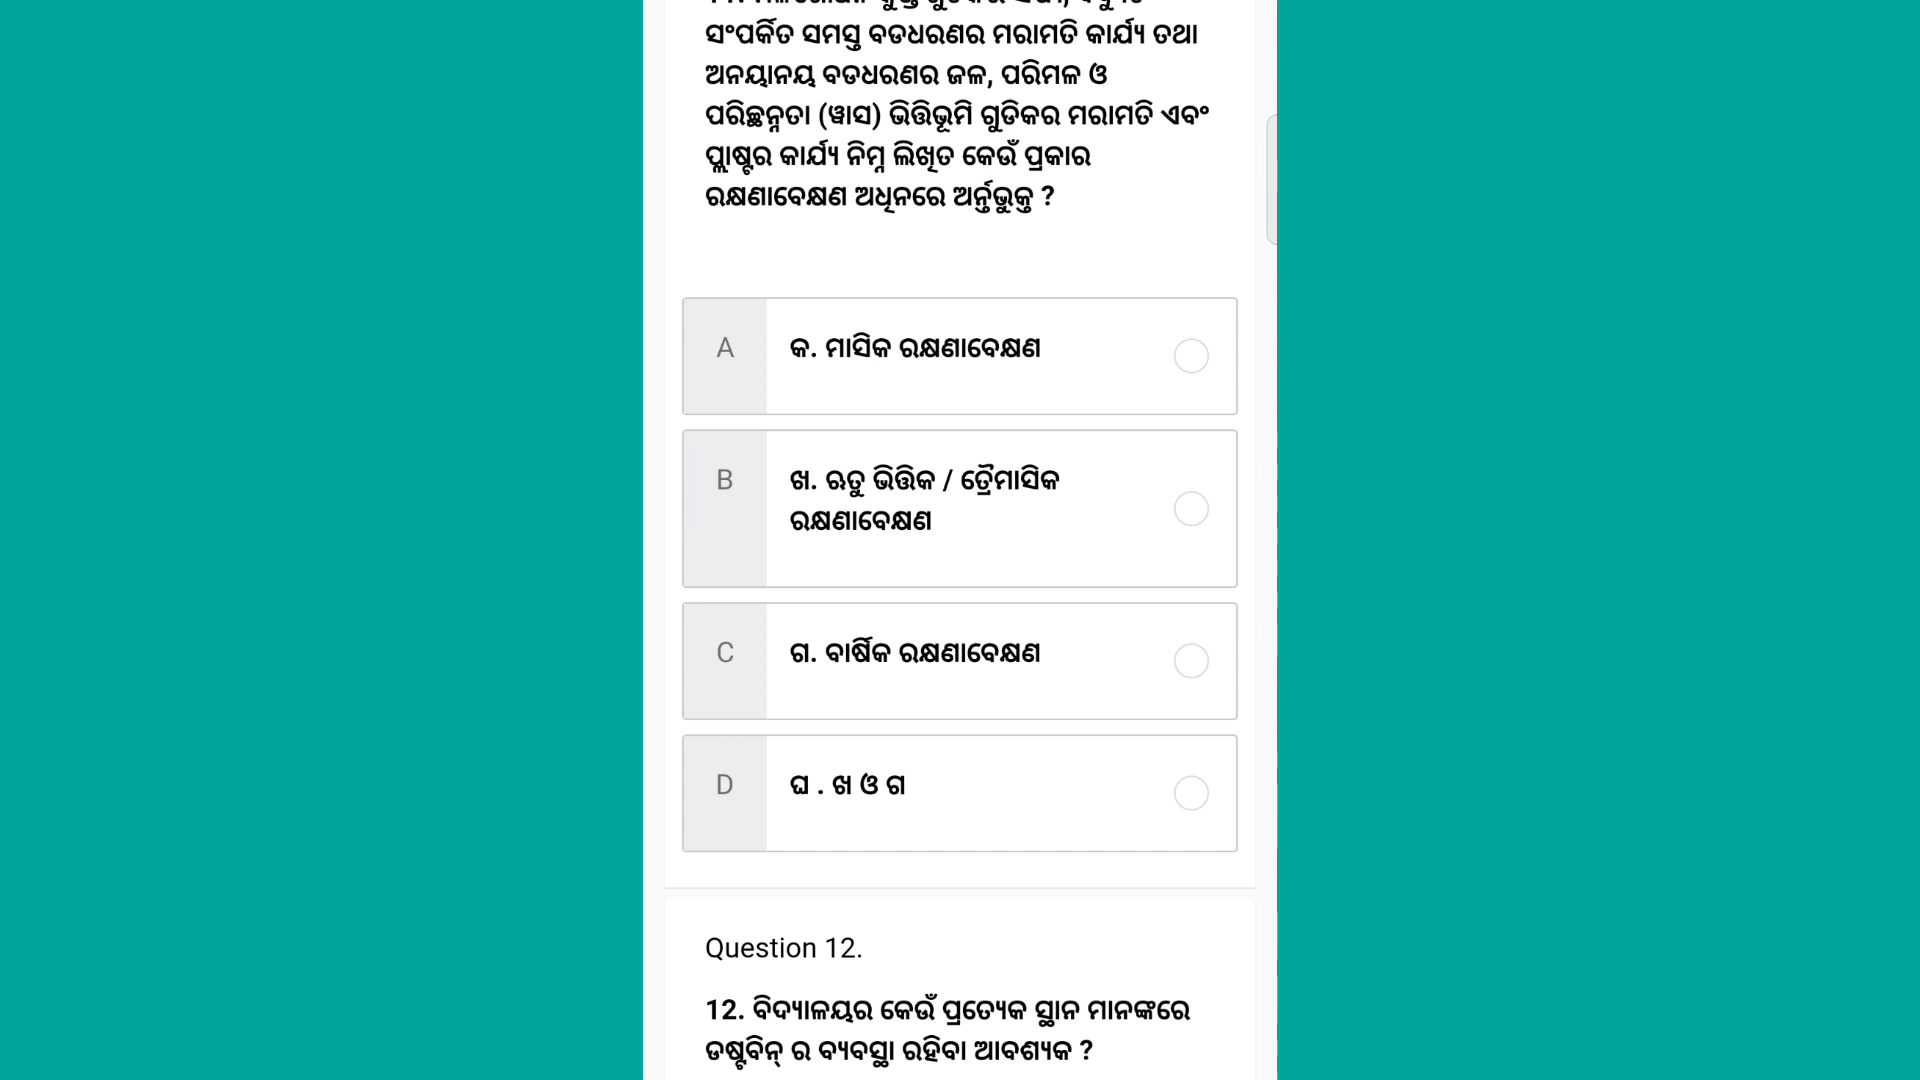 ସଂପର୍କିତ ସମସ୍ତ ବଡଧରଣର ମରାମତି କାର୍ଯ୍ୟ ତଥା
ଅନୟାନୟ ବଡଧରଣର ଜଳ, ପରିମଳ ଓ
ପରିଚ୍ଛନ୍ନତା (ୱାସ) ଭିତ୍ତିଭୂମି ଗୁଡିକର ମରାମତି ଏବଂ
ପ୍ଲାଷ୍ଟର କାର୍ଯ୍ୟ ନିମ୍ନ ଲିଖିତ କେଉଁ ପ୍ରକାର
ରକ୍ଷଣାବେକ୍ଷଣ ଅଧିନରେ ଅର୍ନ୍ତଭୁକ୍ତ ?
A
କ. ମାସିକ ରକ୍ଷଣାବେକ୍ଷଣ
B
ଖ. ଋତୁ ଭିତ୍ତିକ / ତ୍ରୈମାସିକ
ରକ୍ଷଣାବେକ୍ଷଣ
C
ଗ. ବାର୍ଷିକ ରକ୍ଷଣାବେକ୍ଷଣ
D
ଘ . ଖ ଓ ଗ
Question 12.
12. ବିଦ୍ୟାଳୟର କେଉଁ ପ୍ରତ୍ୟେକ ସ୍ଥାନ ମାନଙ୍କରେ
ଡଷ୍ଟବିନ୍ ର ବ୍ୟବସ୍ଥା ରହିବା ଆବଶ୍ୟକ ?